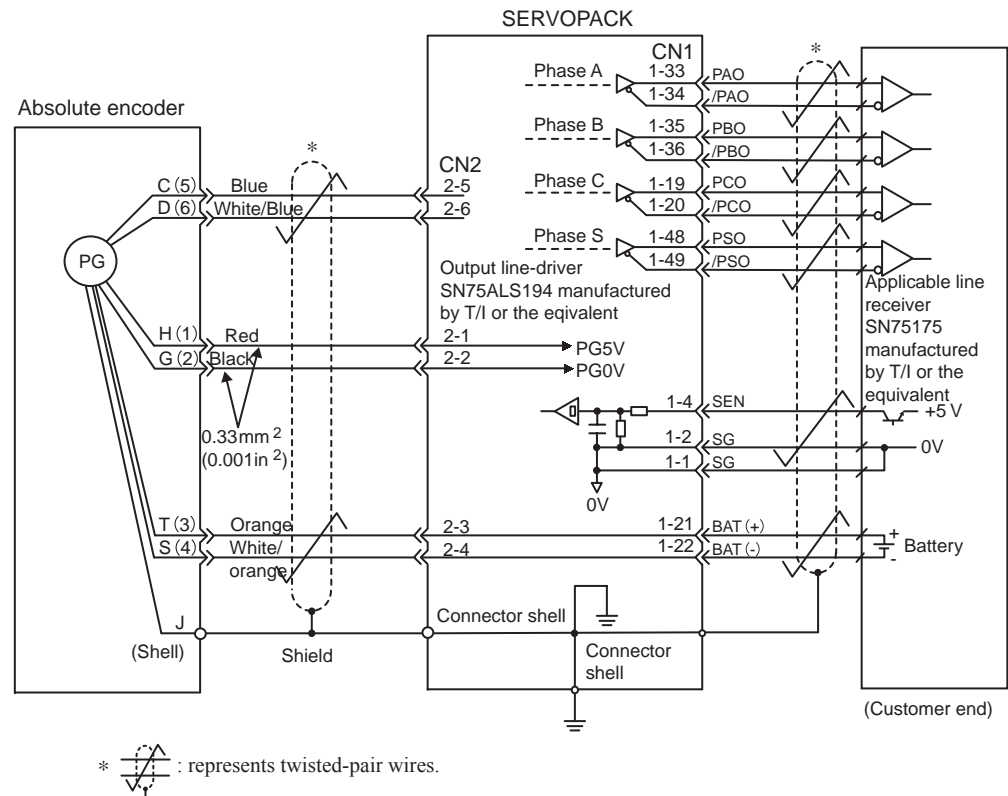 SERVOPACK
Absolute encoder
CN1
*
Phase A
1-33
PAO
1-34
/PAO
Phase B
1-35
PBO
1-36
/PBO
*
CN2
C (5)
Blue
2-5
Phase C
1-19
PCO
D (6)
White/Blue
2-6
1-20
/PCO
Phase S
1-48
PSO
1-49
/PSO
PG
Output line-driver
SN75ALS194 manufactured
by T/I or the eqivalent
Applicable line
receiver
SN75175
manufactured
by T/I or the
equivalent
H (1)
Red
2-1
PG5V
G (2)
Black
2-2
PG0V
0.33mm 2
(0.001in 2)
1-4
SEN
+5 V
1-2
SG
0V
1-1
SG
0V
T (3)
Orange
2-3
1-21
BAT (+)
+
S (4)
White/
orange
2-4
1-22
BAT (-)
-
Battery
J
(Shell)
Shield
Connector shell
Connector
shell
(Customer end)
* : represents twisted-pair wires.